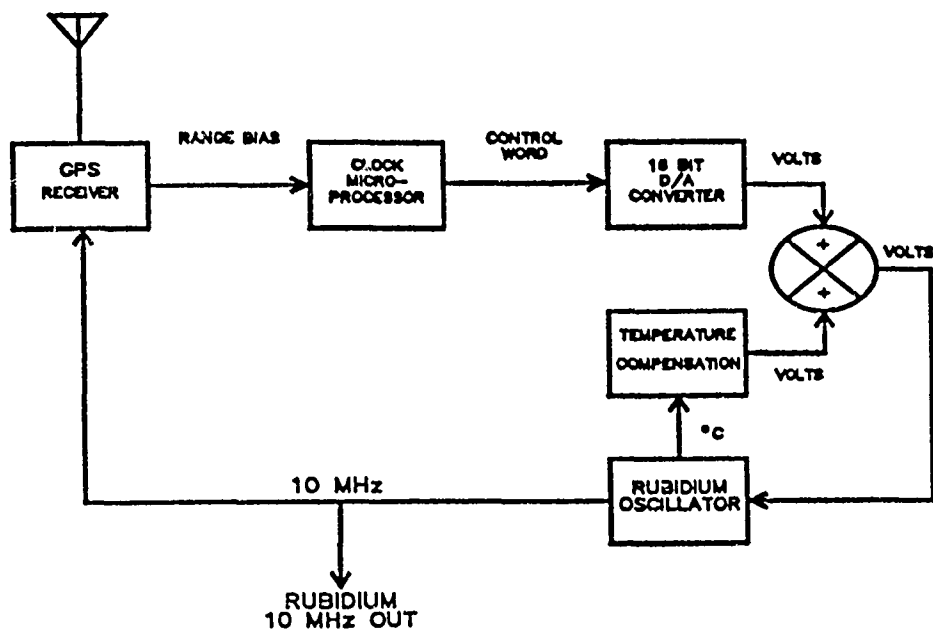 RANGE BIAS
CONTROL
WORD
VOLTS
GPS
RECEIVER
CLOCK
MICRO-
PROCESSOR
16 BIT
D/A
CONVERTER
+
+
VOLTS
TEMPERATURE
COMPENSATION
VOLTS
°C
10 MHz
RUBIDIUM
OSCILLATOR
RUBIDIUM
10 MHz OUT